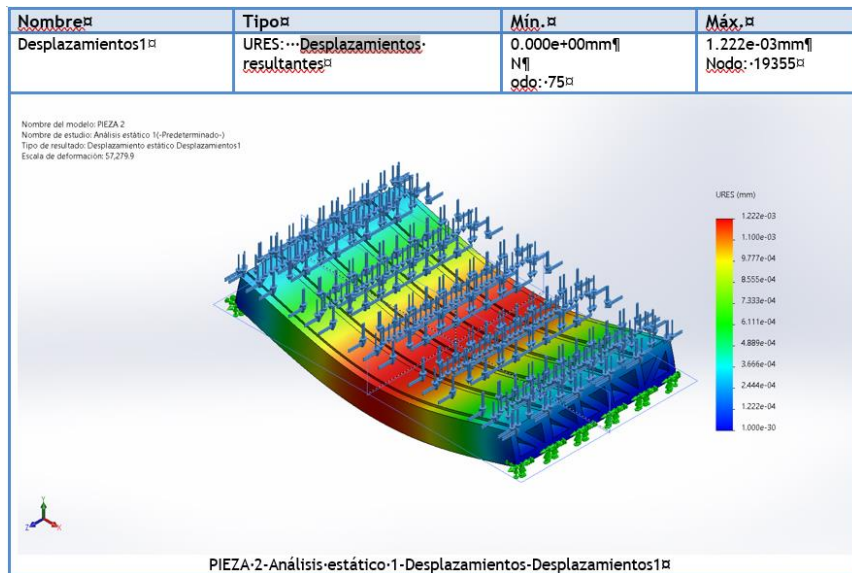 Nombre¤ Tipo¤ Mín.¤ Máx.¤
Desplazamientos1¤ URES:···Desplazamientos· 0.000e+00mm¶ 1.222e-03mm¶
resultantes¤ N¶ Nodo:·19355¤
odo:·75¤
Nombre del modelo: PIEZA 2
Nombre de estudio: Análisis estático 1(-Predeterminado-)
Tipo de resultado: Desplazamiento estático Desplazamientos1
Escala de deformación: 57,279.9
URES (mm)
1.222e-03
1.100e-03
9.777e-04
8.555e-04
7.333e-04
6.111e-04
4.889e-04
3.666e-04
2.444e-04
1.222e-04
1.000e-30
Y
Z X
PIEZA·2-Análisis·estático·1-Desplazamientos-Desplazamientos1¤